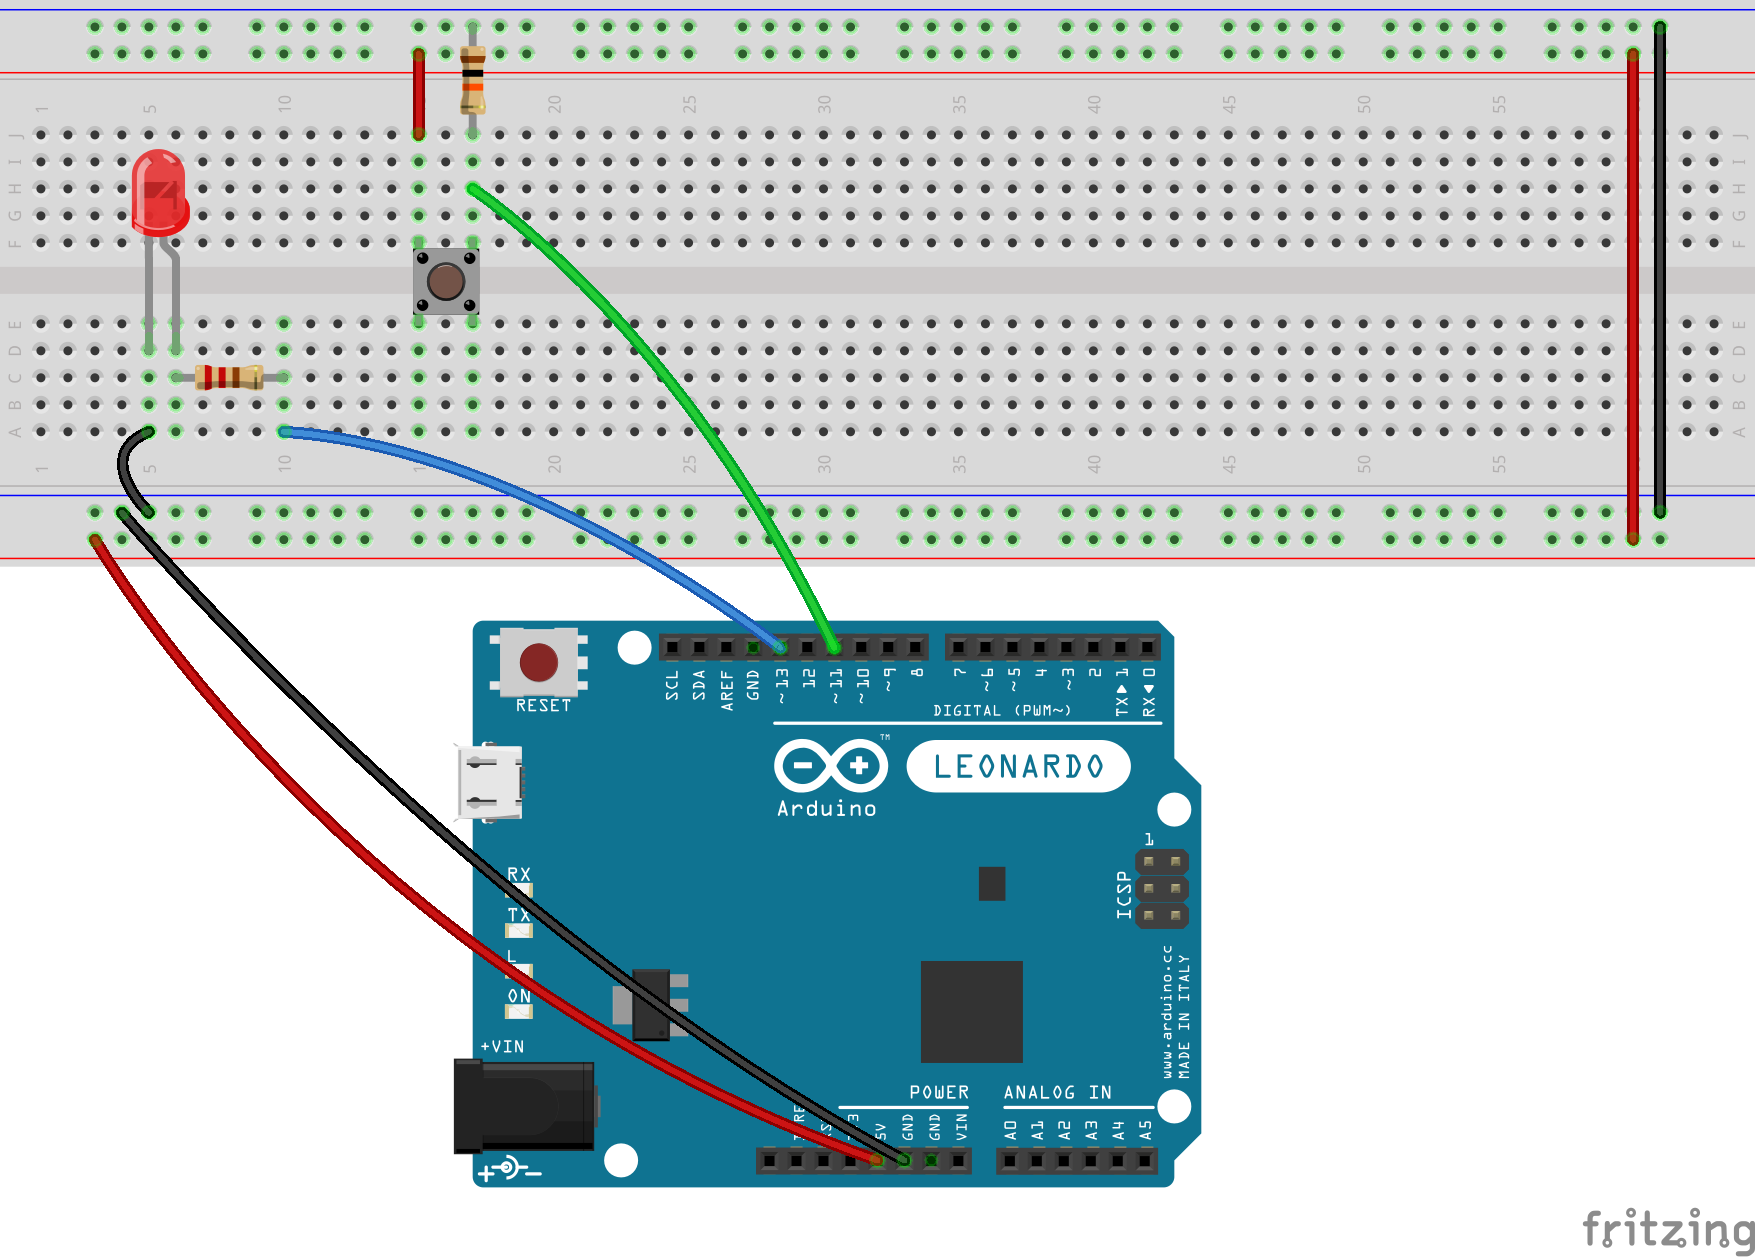 1 5 10 20 25 30 35 40 45 50 55
J J
I I
H H
G G
F F
E E
D D
C C
B B
A A
1 5 10 1 20 25 30 35 40 45 50 55
RESET
SCL SDA AREF GND ~13 12 ~11 ~10 ~9 8 7 ~6 ~5 4 ~3 2 TX▸1 RX◂0
DIGITAL (PWM~)
TM
LEONARDO
Arduino
1
ICSP
RX
TX
L
ON
+VIN
www.arduino.cc
MADE IN ITALY
POWER
ANALOG IN
5V GND GND VIN A0 A1 A2 A3 A4 A5
fritzing